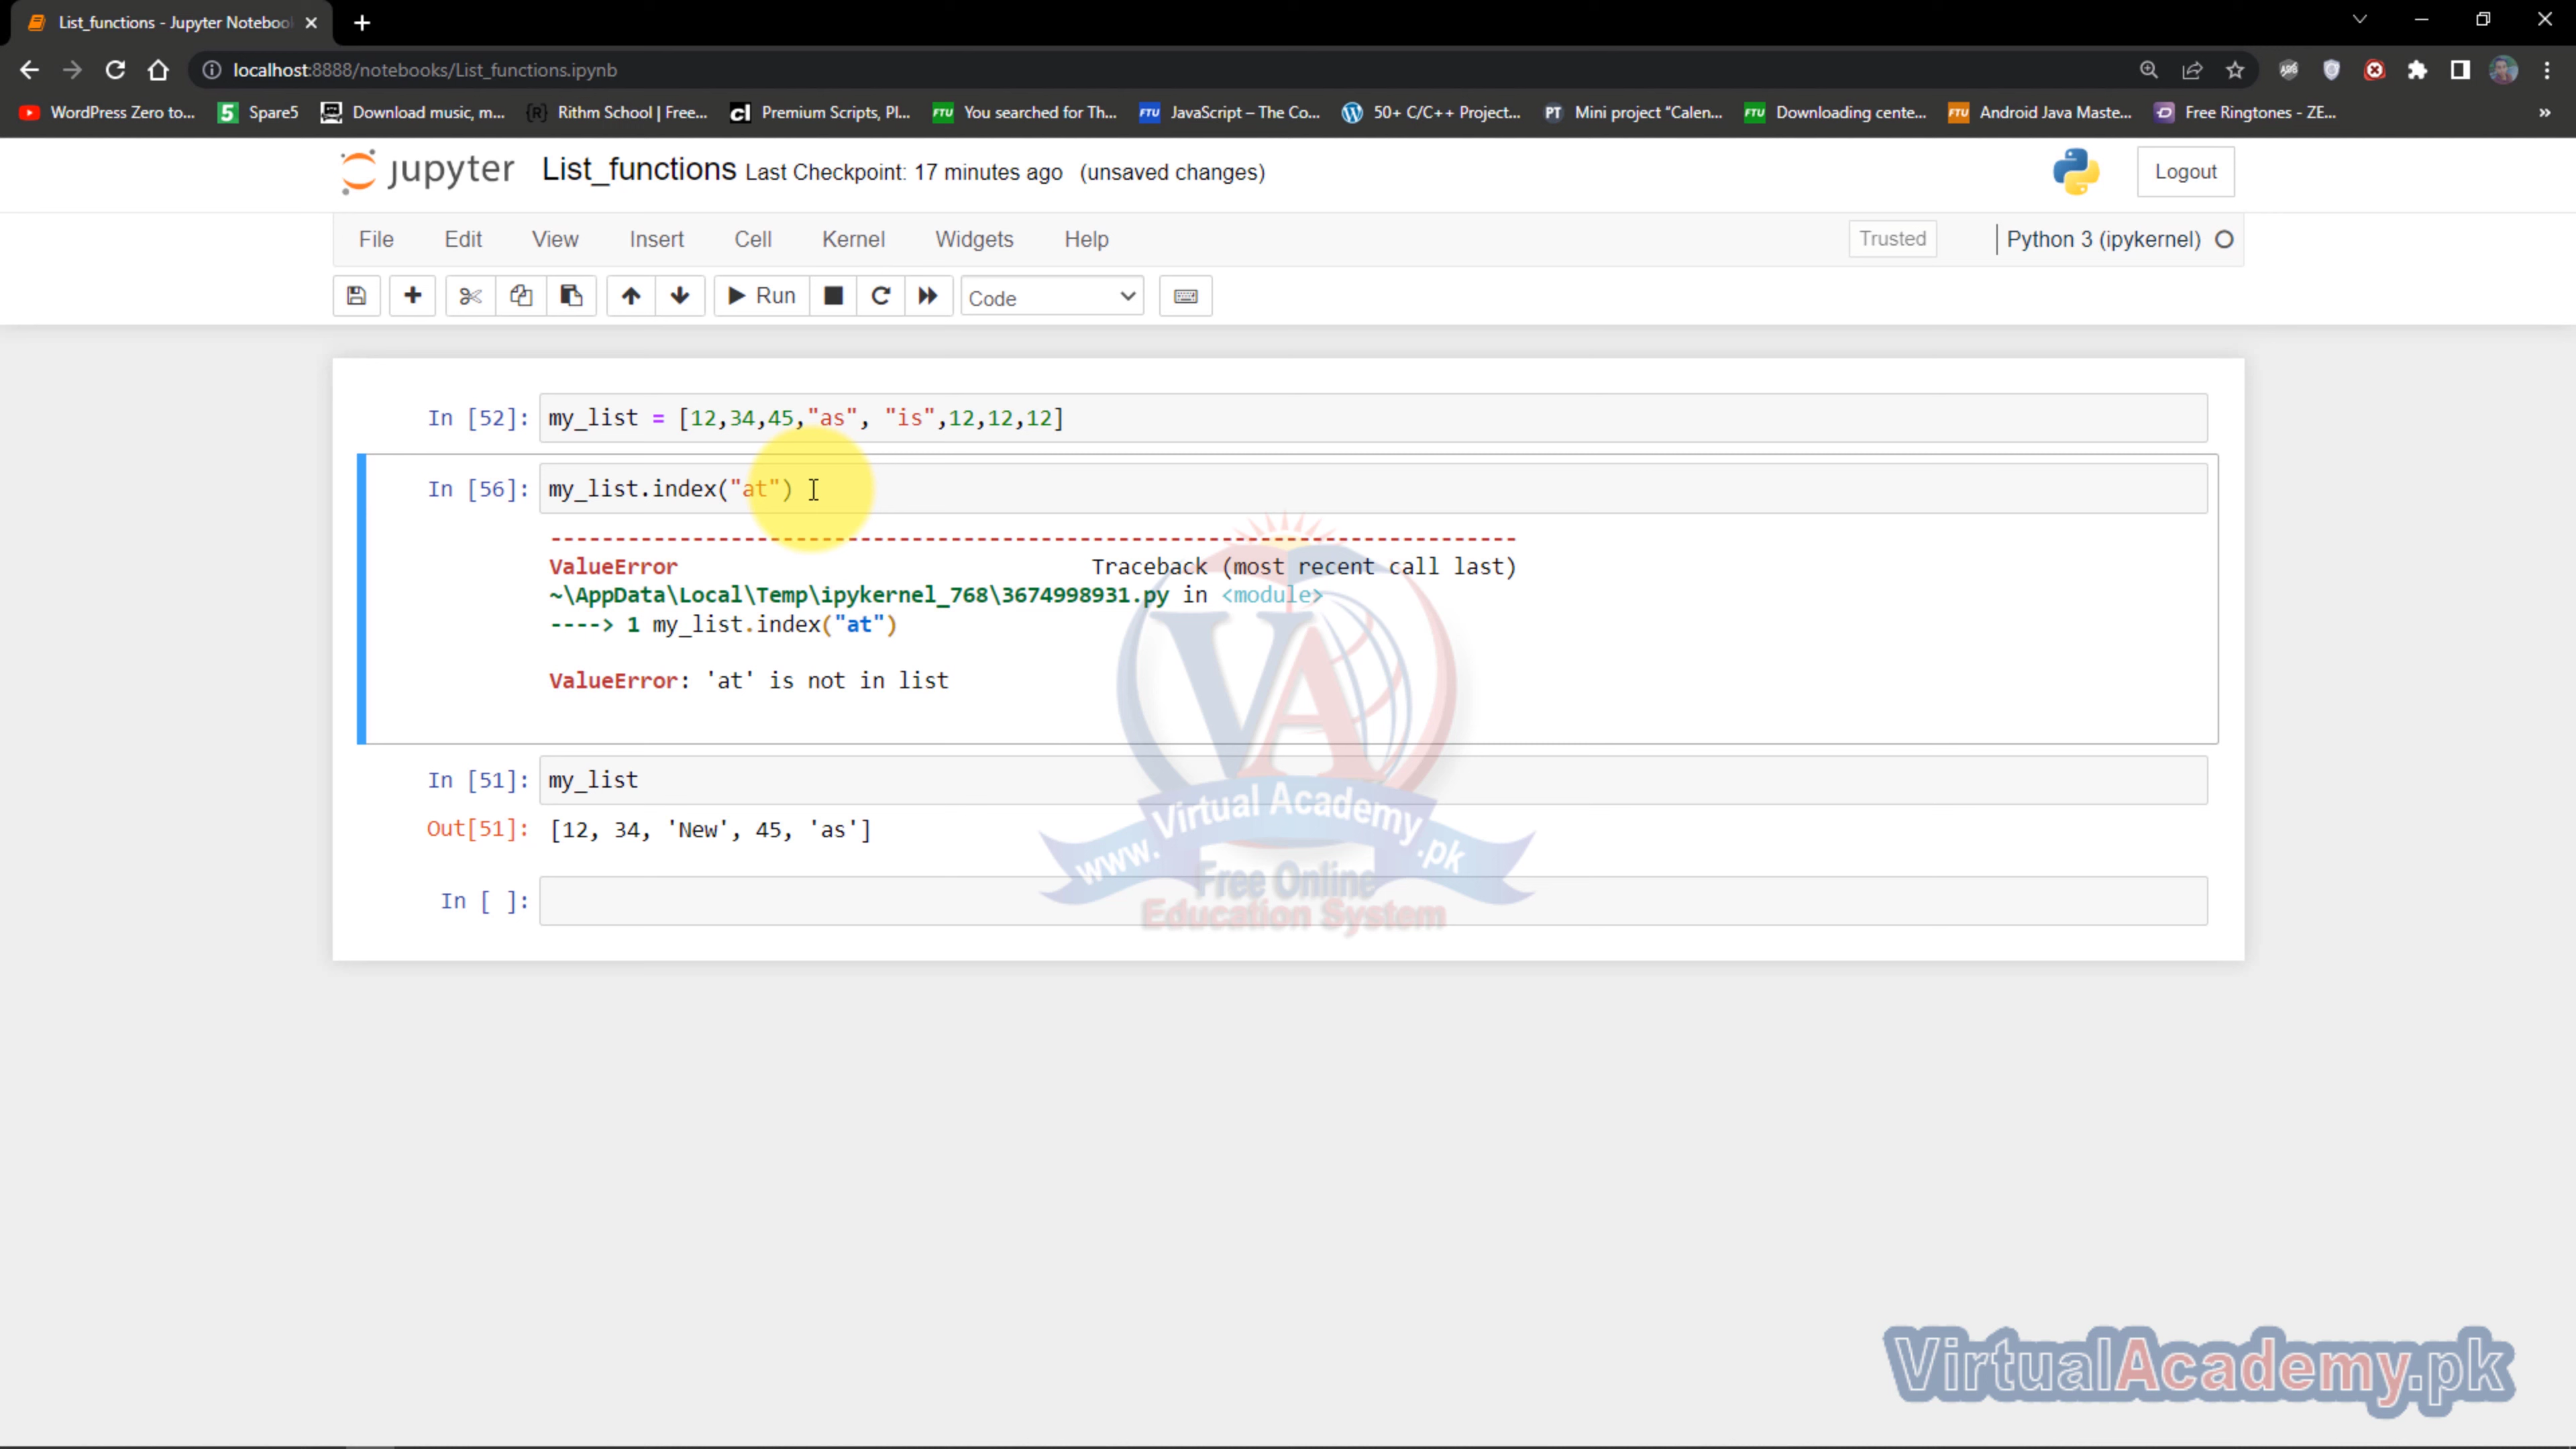 List_functions - Jupyter Noteboo
localhost:8888/notebooks/List_functions.ipynb
WordPress Zero to... Spare5 Download music, m... Rithm School | Free... Premium Scripts, Pl... You searched for Th... JavaScript – The Co... 50+ C/C++ Project... Mini project “Calen... Downloading cente... Android Java Maste... Free Ringtones - ZE...
jupyter List_functions Last Checkpoint: 17 minutes ago (unsaved changes) Logout
File Edit View Insert Cell Kernel Widgets Help Trusted Python 3 (ipykernel)
Run Code
In [52]: my_list = [12,34,45,"as", "is",12,12,12]
In [56]: my_list.index("at")
---------------------------------------------------------------------------
ValueError Traceback (most recent call last)
~\AppData\Local\Temp\ipykernel_768\3674998931.py in <module>
----> 1 my_list.index("at")
ValueError: 'at' is not in list
In [51]: my_list
Out[51]: [12, 34, 'New', 45, 'as']
In [ ]:
VA
www.Virtual Academy.pk
Free Online
Education System
VirtualAcademy.pk